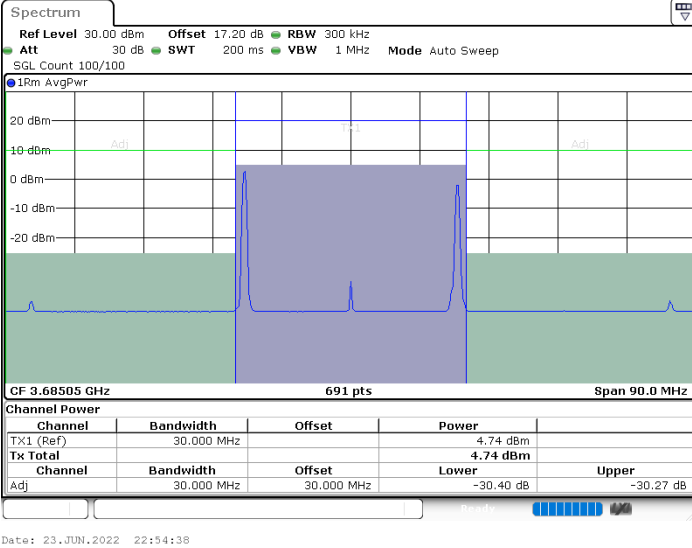 Spectrum
Ref Level 30.00 dBm Offset 17.20 dB RBW 300 kHz
Att 30 dB SWT 200 ms VBW 1 MHz Mode Auto Sweep
SGL Count 100/100
1Rm AvgPwr
20 dBm
TX1
Adj Adj
10 dBm
0 dBm
-10 dBm
-20 dBm
CF 3.68505 GHz 691 pts Span 90.0 MHz
Channel Power
Channel Bandwidth Offset Power
TX1 (Ref) 30.000 MHz 4.74 dBm
Tx Total 4.74 dBm
Channel Bandwidth Offset Lower Upper
Adj 30.000 MHz 30.000 MHz -30.40 dB -30.27 dB
Ready
Date: 23.JUN.2022 22:54:38